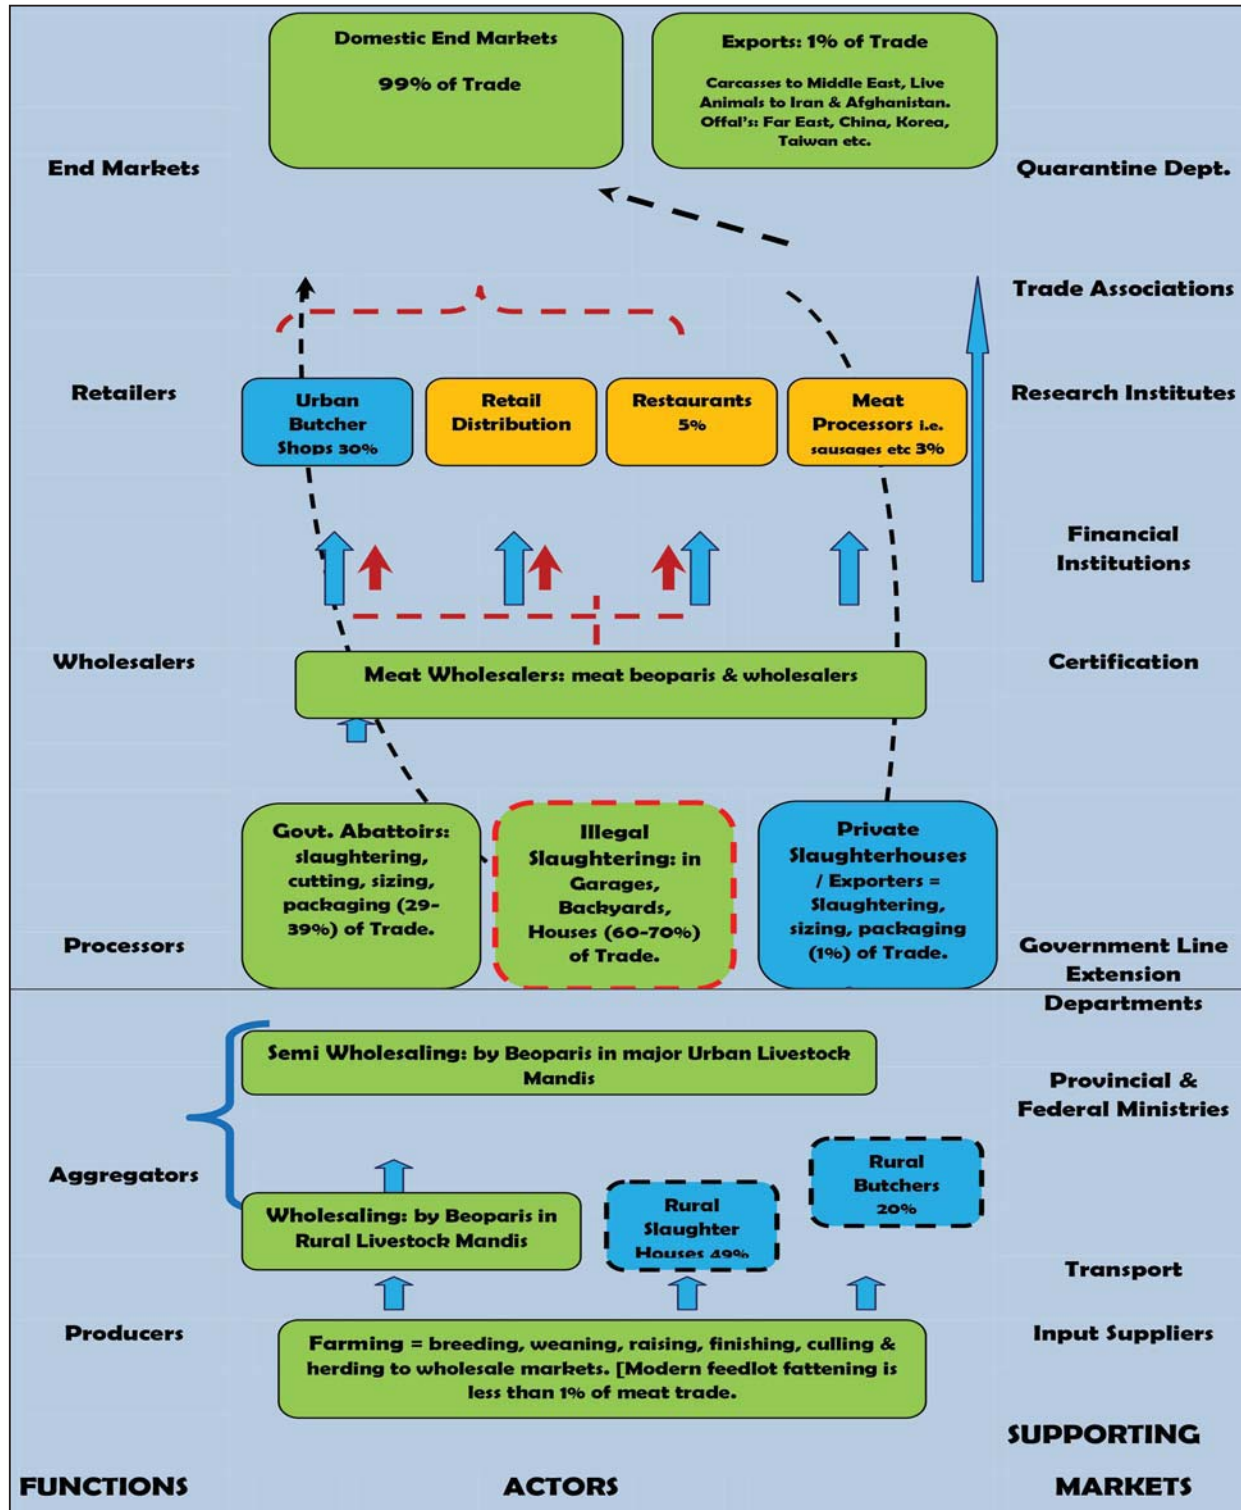 Domestic End Markets
99% of Trade
Exports: 1% of Trade
Carcasses to Middle East, Live
Animals to Iran & Afghanistan.
Offal's: Far East, China, Korea,
Taiwan etc.
End Markets
Quarantine Dept.
Trade Associations
Retailers
Urban
Butcher
Shops 30%
Retail
Distribution
Restaurants
5%
Meat
Processors i.e.
sausages etc 3%
Research Institutes
Financial
Institutions
Wholesalers
Meat Wholesalers: meat beoparis & wholesalers
Certification
Processors
Govt. Abattoirs:
slaughtering,
cutting, sizing,
packaging (29-
39%) of Trade.
Illegal
Slaughtering: in
Garages,
Backyards,
Houses (60-70%)
of Trade.
Private
Slaughterhouses
/ Exporters =
Slaughtering,
sizing, packaging
(1%) of Trade.
Government Line
Extension
Departments
Semi Wholesaling: by Beoparis in major Urban Livestock
Mandis
Provincial &
Federal Ministries
Aggregators
Wholesaling: by Beoparis in
Rural Livestock Mandis
Rural
Slaughter
Houses 49%
Rural
Butchers
20%
Transport
Producers
Farming = breeding, weaning, raising, finishing, culling &
herding to wholesale markets. [Modern feedlot fattening is
less than 1% of meat trade.
Input Suppliers
FUNCTIONS
ACTORS
SUPPORTING
MARKETS